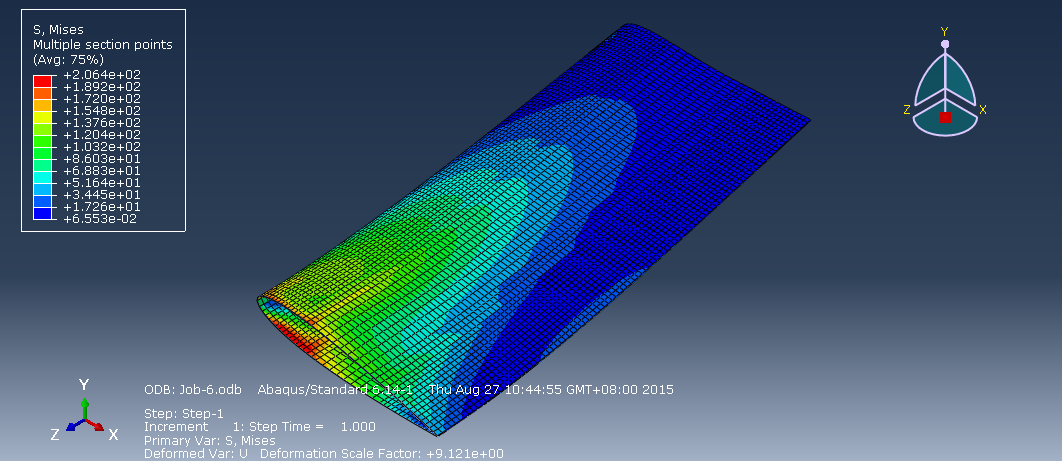 S, Mises
Multiple section points
(Avg: 75%)
+2.064e+02
+1.892e+02
+1.720e+02
+1.548e+02
+1.376e+02
+1.204e+02
+1.032e+02
+8.603e+01
+6.883e+01
+5.164e+01
+3.445e+01
+1.726e+01
+6.553e-02
Y
Z
X
ODB: Job-6.odb Abaqus/Standard 6.14-1 Thu Aug 27 10:44:55 GMT+08:00 2015
Y
Z
X
Step: Step-1
Increment 1: Step Time = 1.000
Primary Var: S, Mises
Deformed Var: U Deformation Scale Factor: +9.121e+00